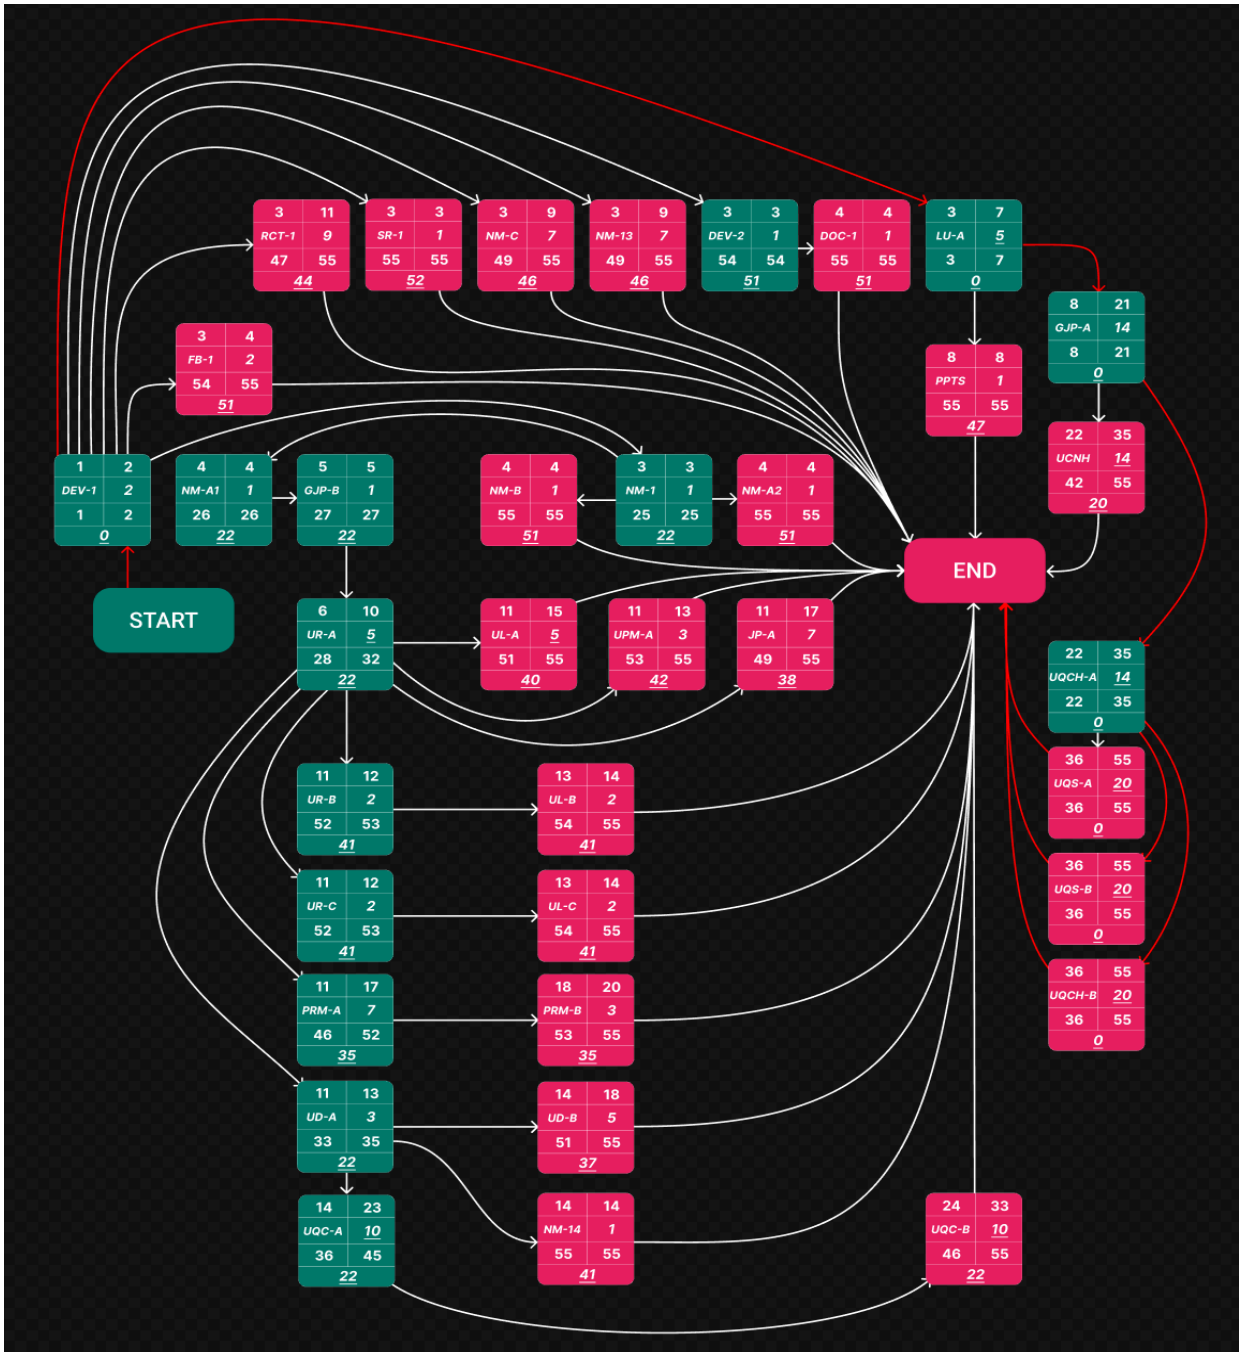 3 11
RCT-1 9
47 55
44
3 3
SR-1 1
55 55
52
3 9
NM-C 7
49 55
46
3 9
NM-13 7
49 55
46
3 3
DEV-2 1
54 54
51
4 4
DOC-1 1
55 55
51
3 7
LU-A 5
3 7
0
8 21
GJP-A 14
8 21
0
3 4
FB-1 2
54 55
51
8 8
PPTS 1
55 55
47
22 35
UCNH 14
42 55
20
1 2
DEV-1 2
1 2
0
4 4
NM-A1 1
26 26
22
5 5
GJP-B 1
27 27
22
4 4
NM-B 1
55 55
51
3 3
NM-1 1
25 25
22
4 4
NM-A2 1
55 55
51
END
START
6 10
UR-A 5
28 32
22
11 15
UL-A 5
51 55
40
11 13
UPM-A 3
53 55
42
11 17
JP-A 7
49 55
38
22 35
UQCH-A 14
22 35
0
36 55
UQS-A 20
36 55
0
11 12
UR-B 2
52 53
41
13 14
UL-B 2
54 55
41
36 55
UQS-B 20
36 55
0
11 12
UR-C 2
52 53
41
13 14
UL-C 2
54 55
41
36 55
UQCH-B 20
36 55
0
11 17
PRM-A 7
46 52
35
18 20
PRM-B 3
53 55
35
11 13
UD-A 3
33 35
22
14 18
UD-B 5
51 55
37
14 23
UQC-A 10
36 45
22
14 14
NM-14 1
55 55
41
24 33
UQC-B 10
46 55
22